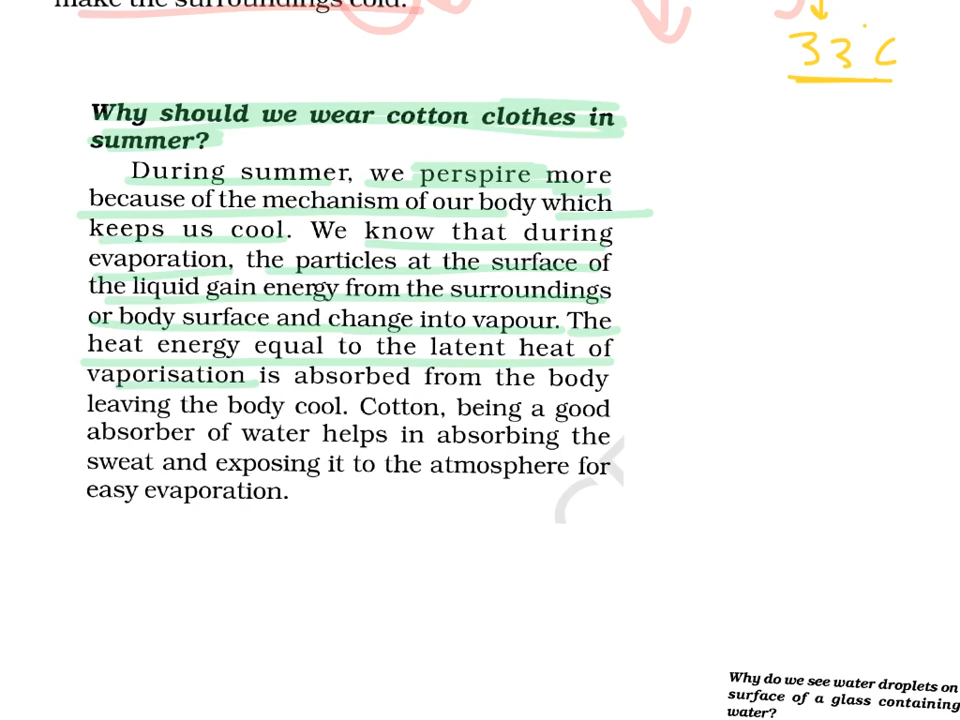 make the surroundings cold.
33°C
Why should we wear cotton clothes in
summer?
During summer, we perspire more
because of the mechanism of our body which
keeps us cool. We know that during
evaporation, the particles at the surface of
the liquid gain energy from the surroundings
or body surface and change into vapour. The
heat energy equal to the latent heat of
vaporisation is absorbed from the body
leaving the body cool. Cotton, being a good
absorber of water helps in absorbing the
sweat and exposing it to the atmosphere for
easy evaporation.
Why do we see water droplets on
surface of a glass containing
water?